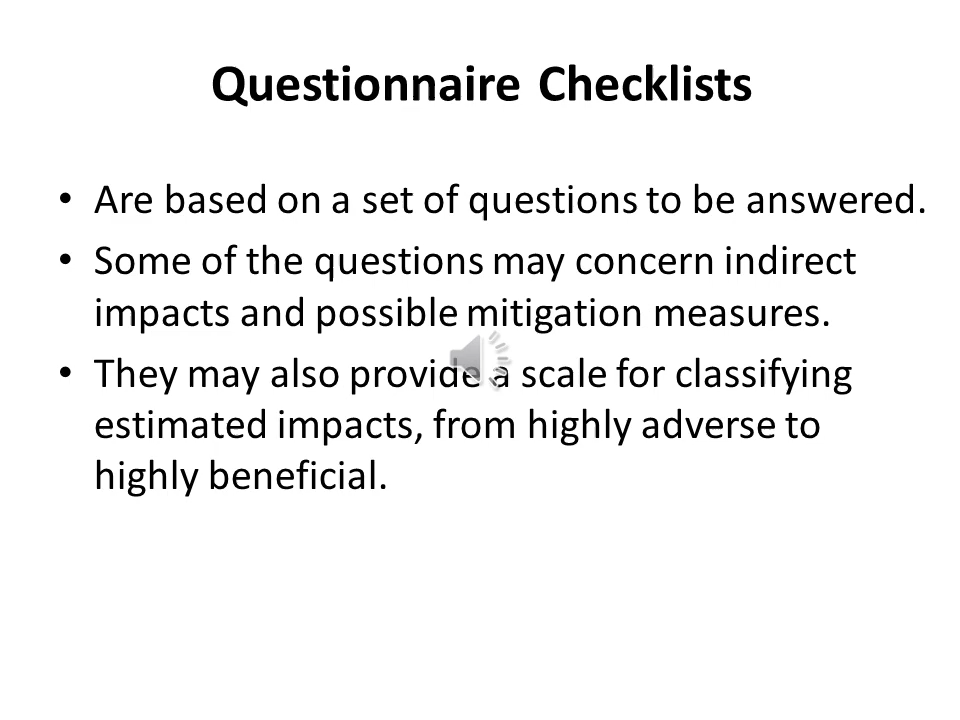 Questionnaire Checklists
• Are based on a set of questions to be answered.
• Some of the questions may concern indirect
impacts and possible mitigation measures.
• They may also provide a scale for classifying
estimated impacts, from highly adverse to
highly beneficial.